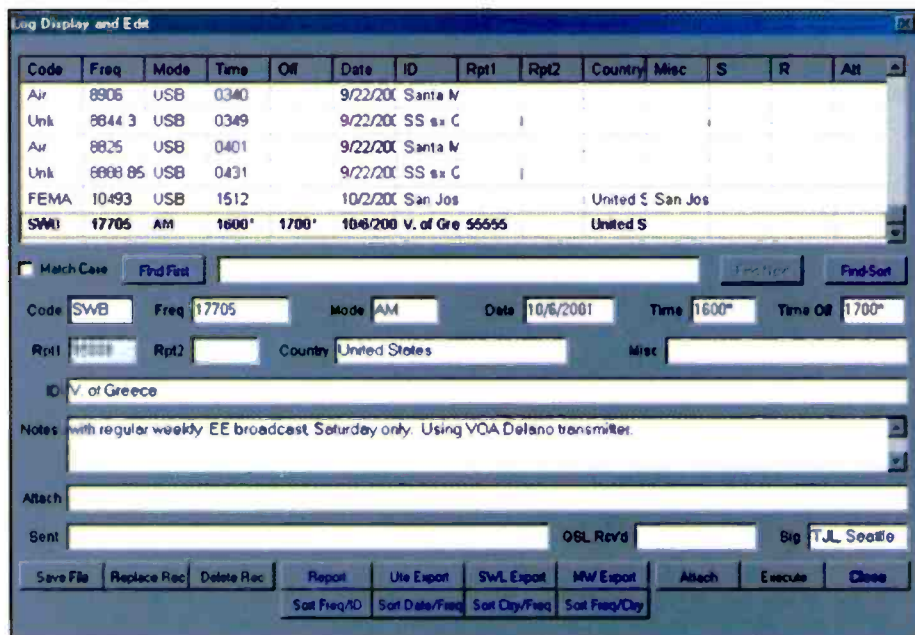 Log Display and Edit
Code Freq Mode Time Off Date ID Rpt1 Rpt2 Country Misc S R Att
Air 8906 USB 0340 9/22/200 Santa M
Unk 8844 3 USB 0349 9/22/200 SS sx C
Air 8825 USB 0401 9/22/200 Santa M
Unk 8888 85 USB 0431 9/22/200 SS sx C
FEMA 10493 USB 1512 10/2/200 San Jos United S San Jos
SWB 17705 AM 1600* 1700* 10/6/200 V. of Gre 55555 United S
Match Case Find First Find-Sort
Code SWB Freq 17705 Mode AM Date 10/6/2001 Time 1600* Time Off 1700*
Rpt1 Rpt2 Country United States Misc
ID V. of Greece
Notes with regular weekly EE broadcast, Saturday only. Using VOA Delano transmitter.
Attach
Sent QSL Rcv'd Sig TJL, Seattle
Save File Replace Rec Delete Rec Report Ute Export SWL Export MW Export Attach Execute Close
Sort Freq/ID Sort Date/Freq Sort Ctry/Freq Sort Freq/Ctry